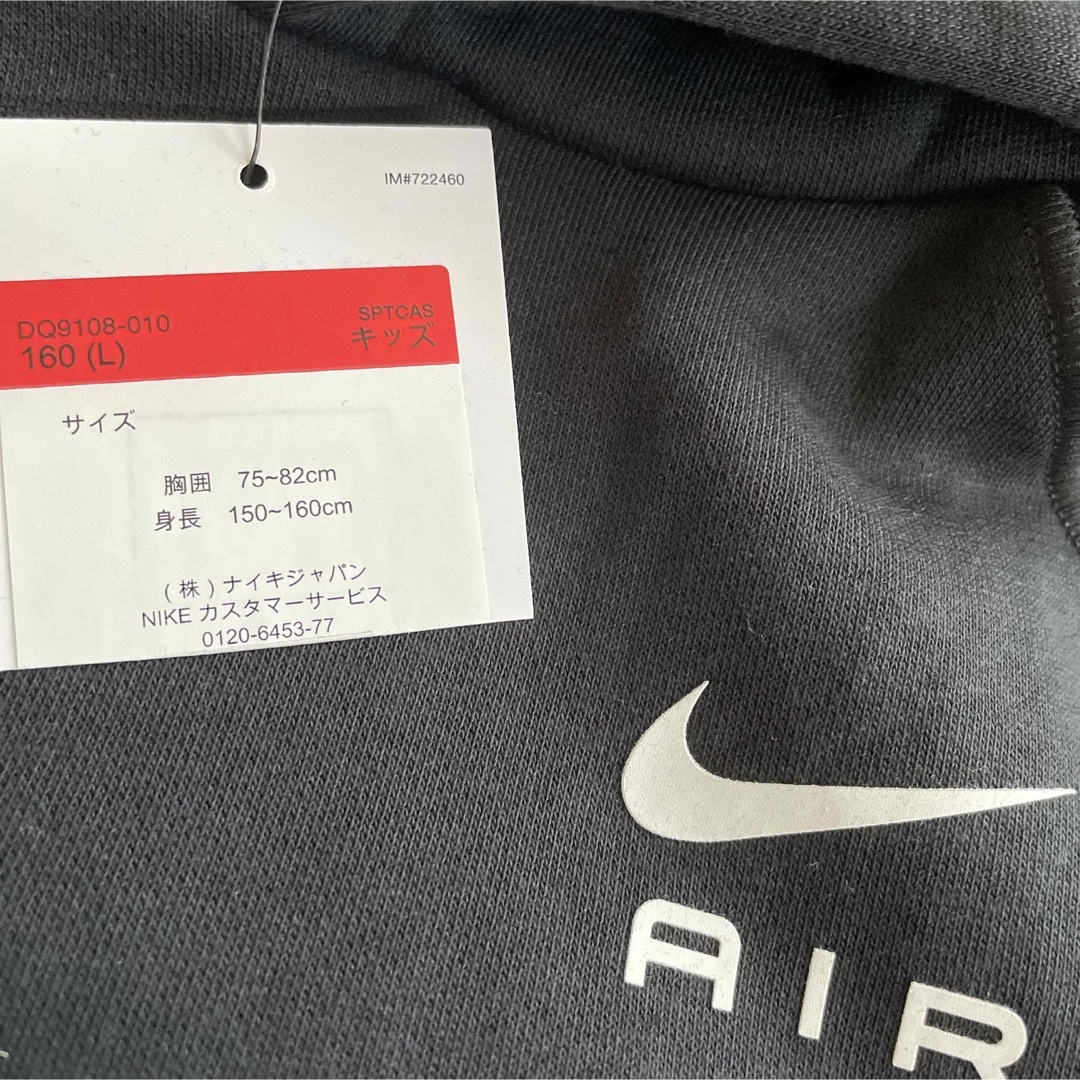 IM#722460
DQ9108-010
SPTCAS
160 (L)
キッズ
サイズ
胸囲 75~82cm
身長 150~160cm
(株)ナイキジャパン
NIKE カスタマーサービス
0120-6453-77
AIR